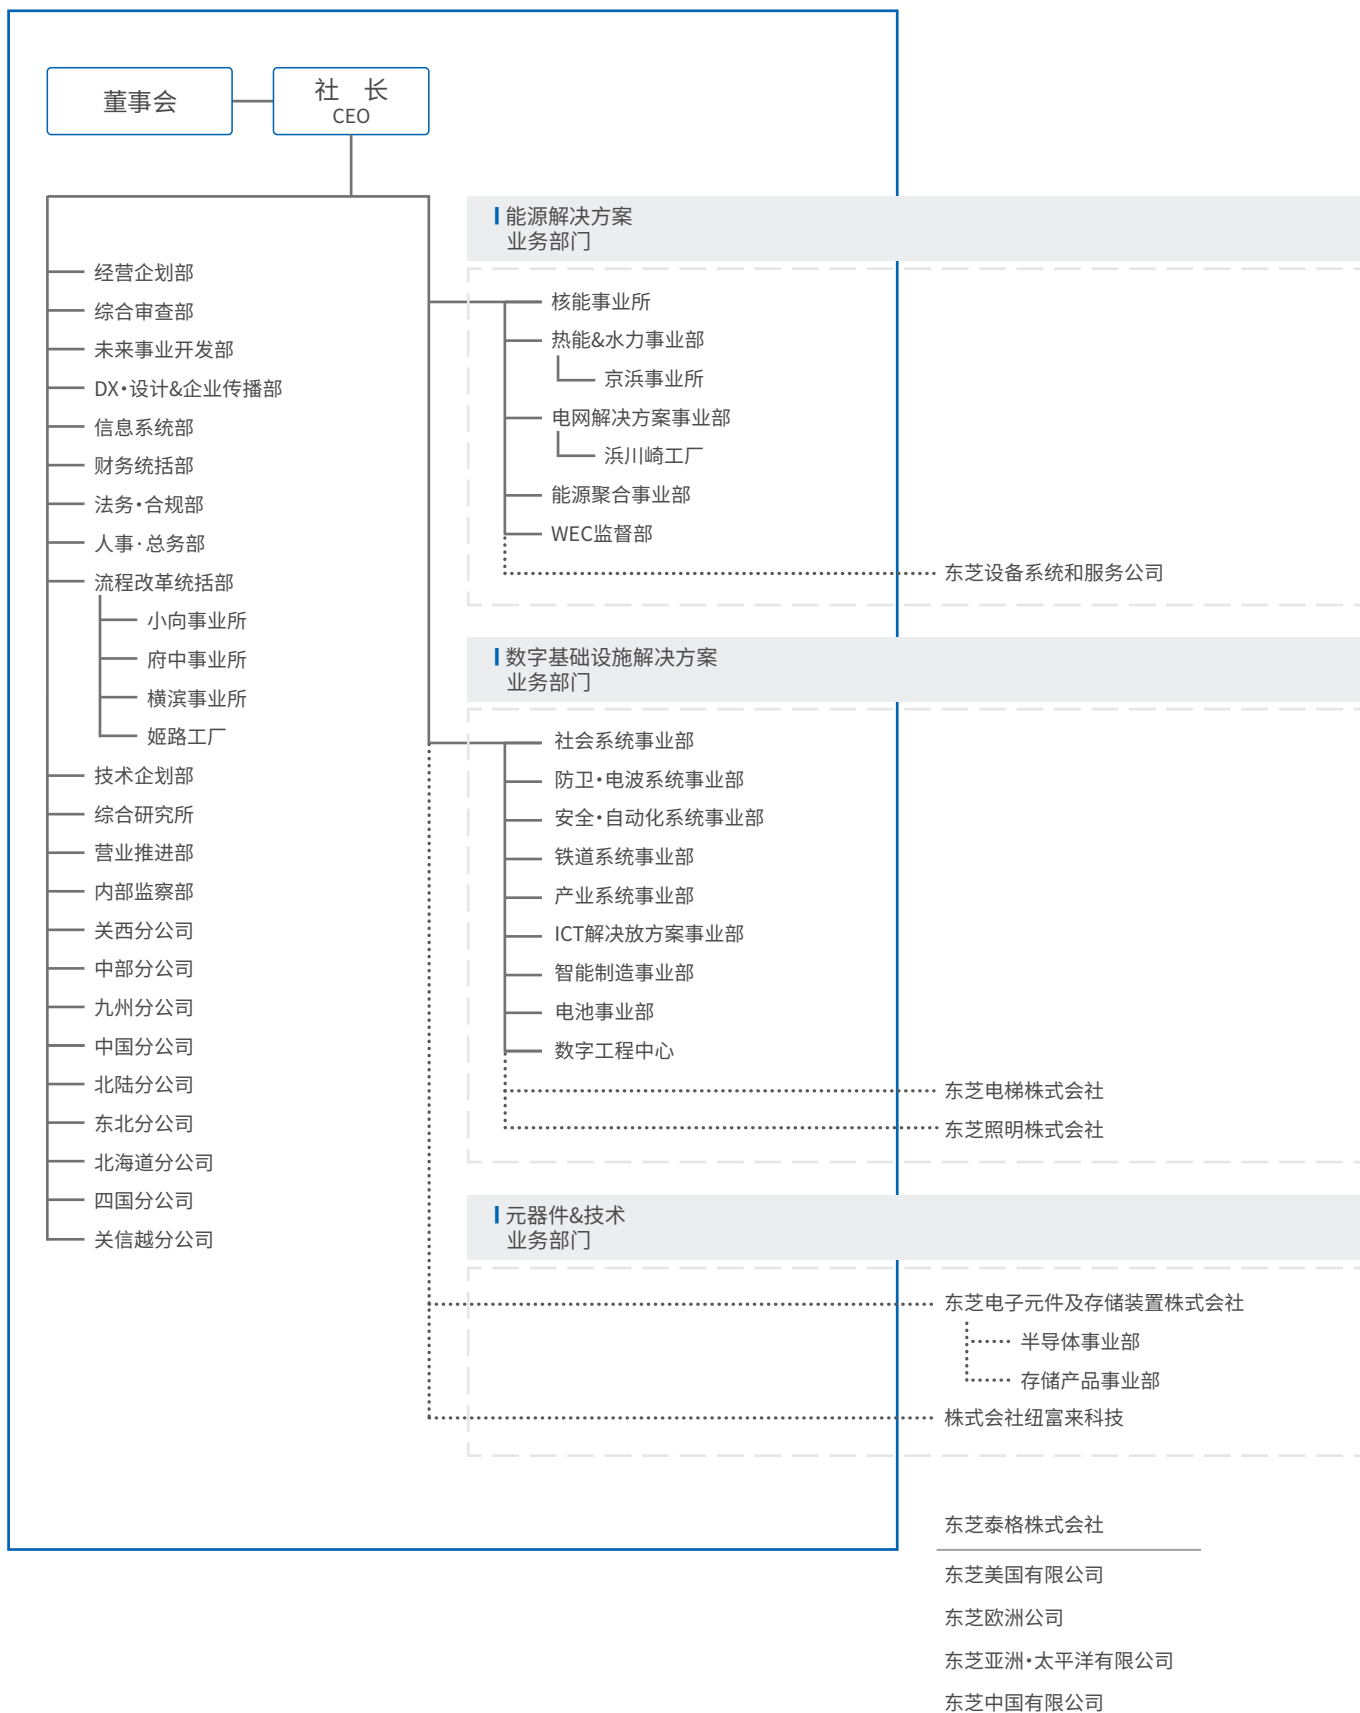 董事会
社　长
CEO
经营企划部
综合审查部
未来事业开发部
DX・设计&企业传播部
信息系统部
财务统括部
法务・合规部
人事·总务部
流程改革统括部
小向事业所
府中事业所
横滨事业所
姬路工厂
技术企划部
综合研究所
营业推进部
内部监察部
关西分公司
中部分公司
九州分公司
中国分公司
北陆分公司
东北分公司
北海道分公司
四国分公司
关信越分公司
能源解决方案
业务部门
核能事业所
热能&水力事业部
京浜事业所
电网解决方案事业部
浜川崎工厂
能源聚合事业部
WEC监督部
东芝设备系统和服务公司
数字基础设施解决方案
业务部门
社会系统事业部
防卫・电波系统事业部
安全・自动化系统事业部
铁道系统事业部
产业系统事业部
ICT解决放方案事业部
智能制造事业部
电池事业部
数字工程中心
东芝电梯株式会社
东芝照明株式会社
元器件&技术
业务部门
东芝电子元件及存储装置株式会社
半导体事业部
存储产品事业部
株式会社纽富来科技
东芝泰格株式会社
东芝美国有限公司
东芝欧洲公司
东芝亚洲・太平洋有限公司
东芝中国有限公司